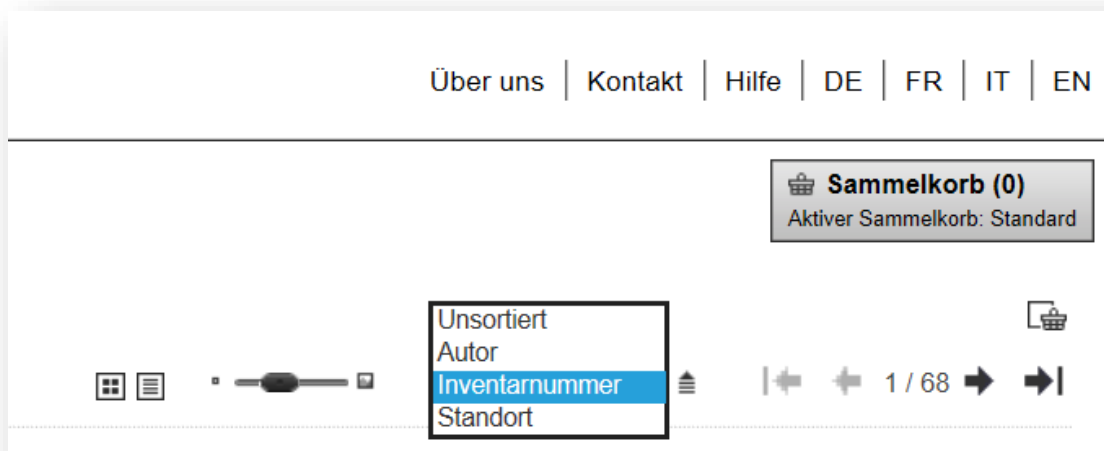 Über uns | Kontakt | Hilfe | DE | FR | IT | EN
Sammelkorb (0)
Aktiver Sammelkorb: Standard
Unsortiert
Autor
Inventarnummer
Standort
1 / 68